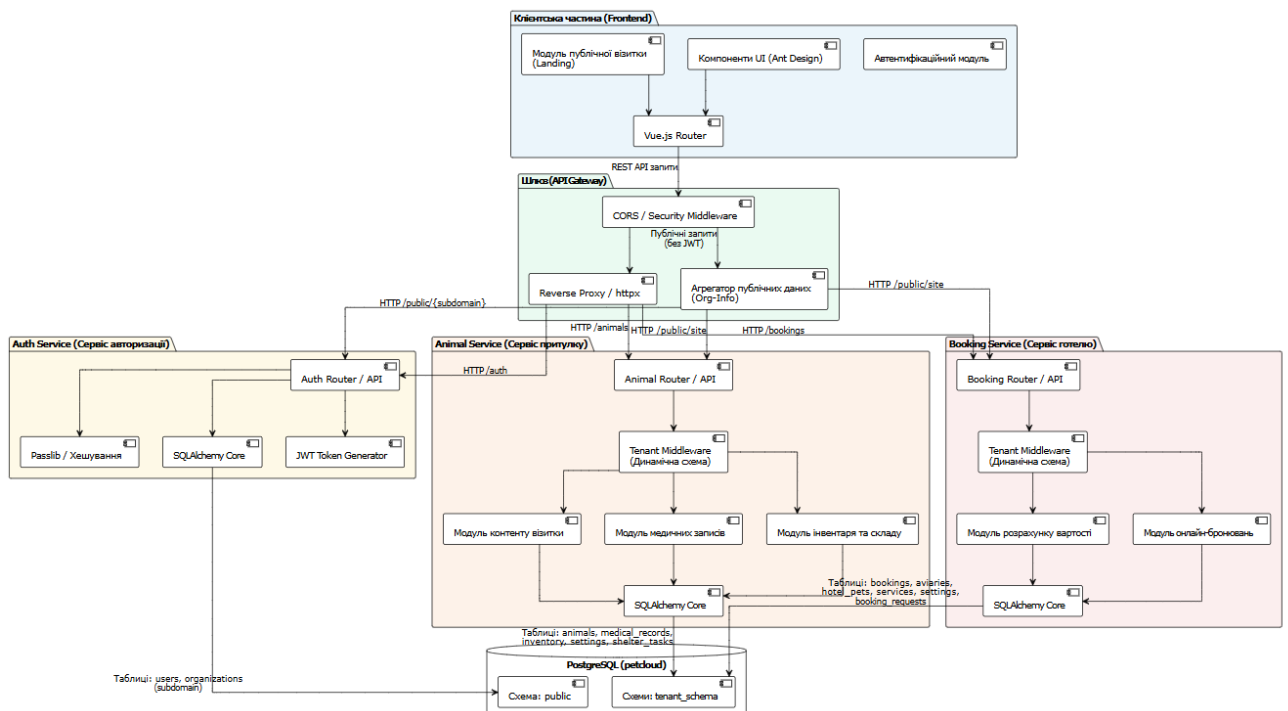 Клієнтська частина (Frontend)
Модуль публічної візитки
(Landing)
Компоненти UI (Ant Design)
Автентифікаційний модуль
Vue.js Router
REST API запити
Шлюз (API Gateway)
CORS / Security Middleware
Публічні запити
(без JWT)
Reverse Proxy / httpx
Агрегатор публічних даних
(Org-Info)
HTTP /public/site
HTTP /public/{subdomain}
HTTP /animals
HTTP /public/site
HTTP /bookings
Auth Service (Сервіс авторизації)
Auth Router / API
HTTP /auth
Passlib / Хешування
SQLAlchemy Core
JWT Token Generator
Animal Service (Сервіс притулку)
Animal Router / API
Tenant Middleware
(Динамічна схема)
Модуль контенту візитки
Модуль медичних записів
Модуль інвентаря та складу
SQLAlchemy Core
Booking Service (Сервіс готелю)
Booking Router / API
Tenant Middleware
(Динамічна схема)
Модуль розрахунку вартості
Модуль онлайн-бронювань
SQLAlchemy Core
Таблиці: bookings, aviaries,
hotel_pets, services, settings,
booking_requests
Таблиці: animals, medical_records,
inventory, settings, shelter_tasks
Таблиці: users, organizations
(subdomain)
PostgreSQL (petcloud)
Схема: public
Схеми: tenant_schema